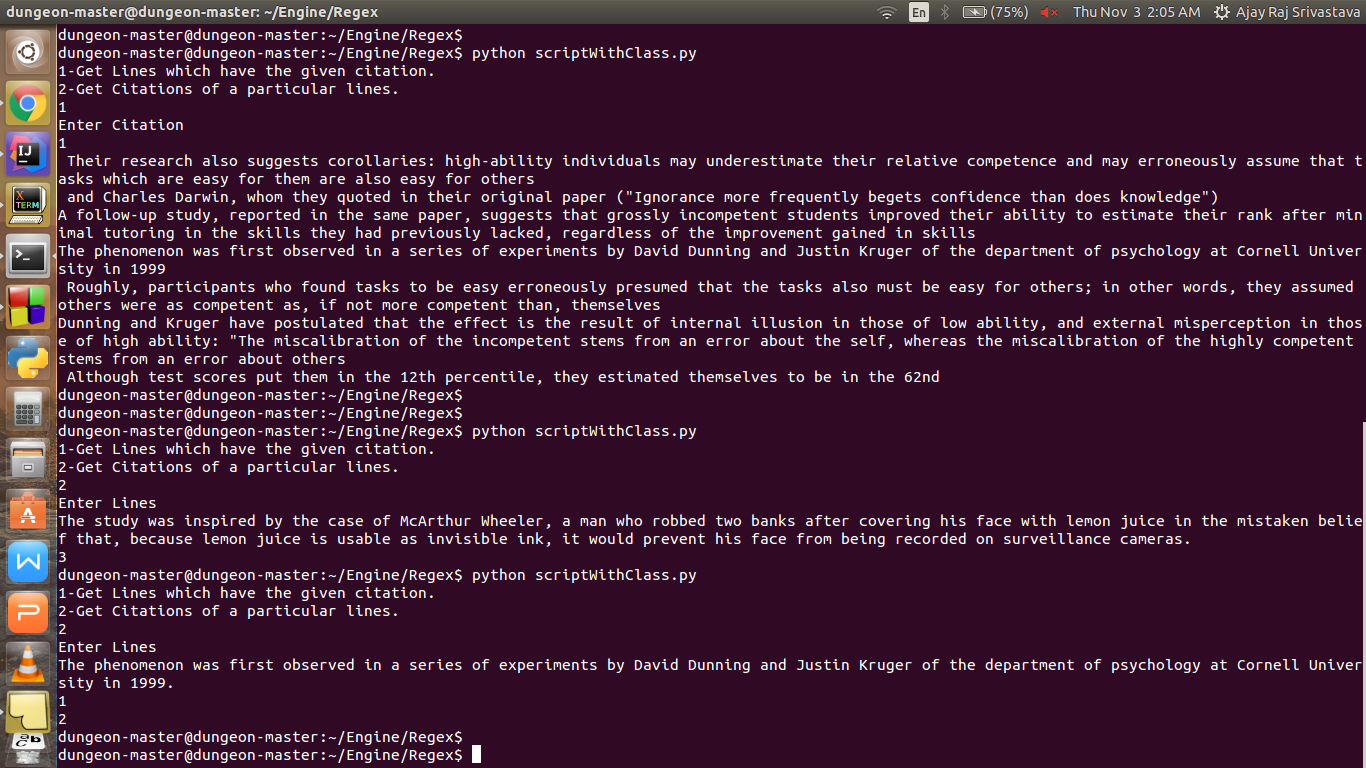 dungeon-master@dungeon-master: ~/Engine/Regex
En
(75%)
Thu Nov 3 2:05 AM
Ajay Raj Srivastava
dungeon-master@dungeon-master:~/Engine/Regex$
dungeon-master@dungeon-master:~/Engine/Regex$ python scriptWithClass.py
1-Get Lines which have the given citation.
2-Get Citations of a particular lines.
1
Enter Citation
1
 Their research also suggests corollaries: high-ability individuals may underestimate their relative competence and may erroneously assume that t
asks which are easy for them are also easy for others
 and Charles Darwin, whom they quoted in their original paper ("Ignorance more frequently begets confidence than does knowledge")
A follow-up study, reported in the same paper, suggests that grossly incompetent students improved their ability to estimate their rank after min
imal tutoring in the skills they had previously lacked, regardless of the improvement gained in skills
The phenomenon was first observed in a series of experiments by David Dunning and Justin Kruger of the department of psychology at Cornell Univer
sity in 1999
 Roughly, participants who found tasks to be easy erroneously presumed that the tasks also must be easy for others; in other words, they assumed
others were as competent as, if not more competent than, themselves
Dunning and Kruger have postulated that the effect is the result of internal illusion in those of low ability, and external misperception in thos
e of high ability: "The miscalibration of the incompetent stems from an error about the self, whereas the miscalibration of the highly competent
stems from an error about others
 Although test scores put them in the 12th percentile, they estimated themselves to be in the 62nd
dungeon-master@dungeon-master:~/Engine/Regex$
dungeon-master@dungeon-master:~/Engine/Regex$
dungeon-master@dungeon-master:~/Engine/Regex$ python scriptWithClass.py
1-Get Lines which have the given citation.
2-Get Citations of a particular lines.
2
Enter Lines
The study was inspired by the case of McArthur Wheeler, a man who robbed two banks after covering his face with lemon juice in the mistaken belie
f that, because lemon juice is usable as invisible ink, it would prevent his face from being recorded on surveillance cameras.
3
dungeon-master@dungeon-master:~/Engine/Regex$ python scriptWithClass.py
1-Get Lines which have the given citation.
2-Get Citations of a particular lines.
2
Enter Lines
The phenomenon was first observed in a series of experiments by David Dunning and Justin Kruger of the department of psychology at Cornell Univer
sity in 1999.
1
2
dungeon-master@dungeon-master:~/Engine/Regex$
dungeon-master@dungeon-master:~/Engine/Regex$
IJ
X
TERM
>_
A
W
P